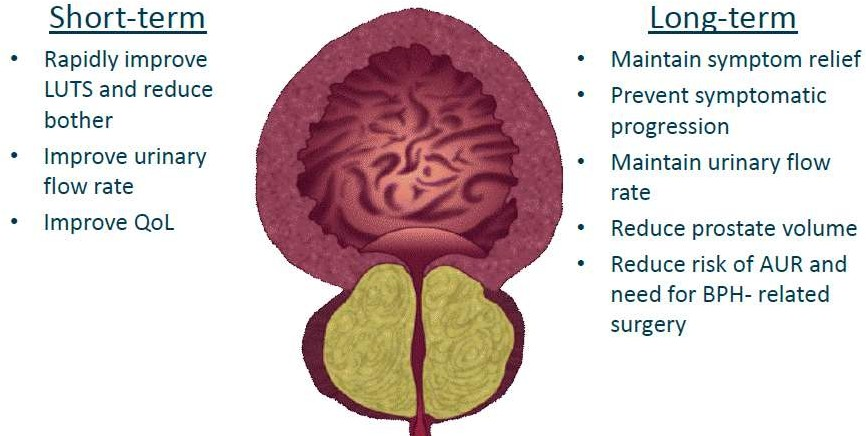 Short-term
• Rapidly improve
LUTS and reduce
bother
• Improve urinary
flow rate
• Improve QoL
Long-term
• Maintain symptom relief
• Prevent symptomatic
progression
• Maintain urinary flow
rate
• Reduce prostate volume
• Reduce risk of AUR and
need for BPH- related
surgery